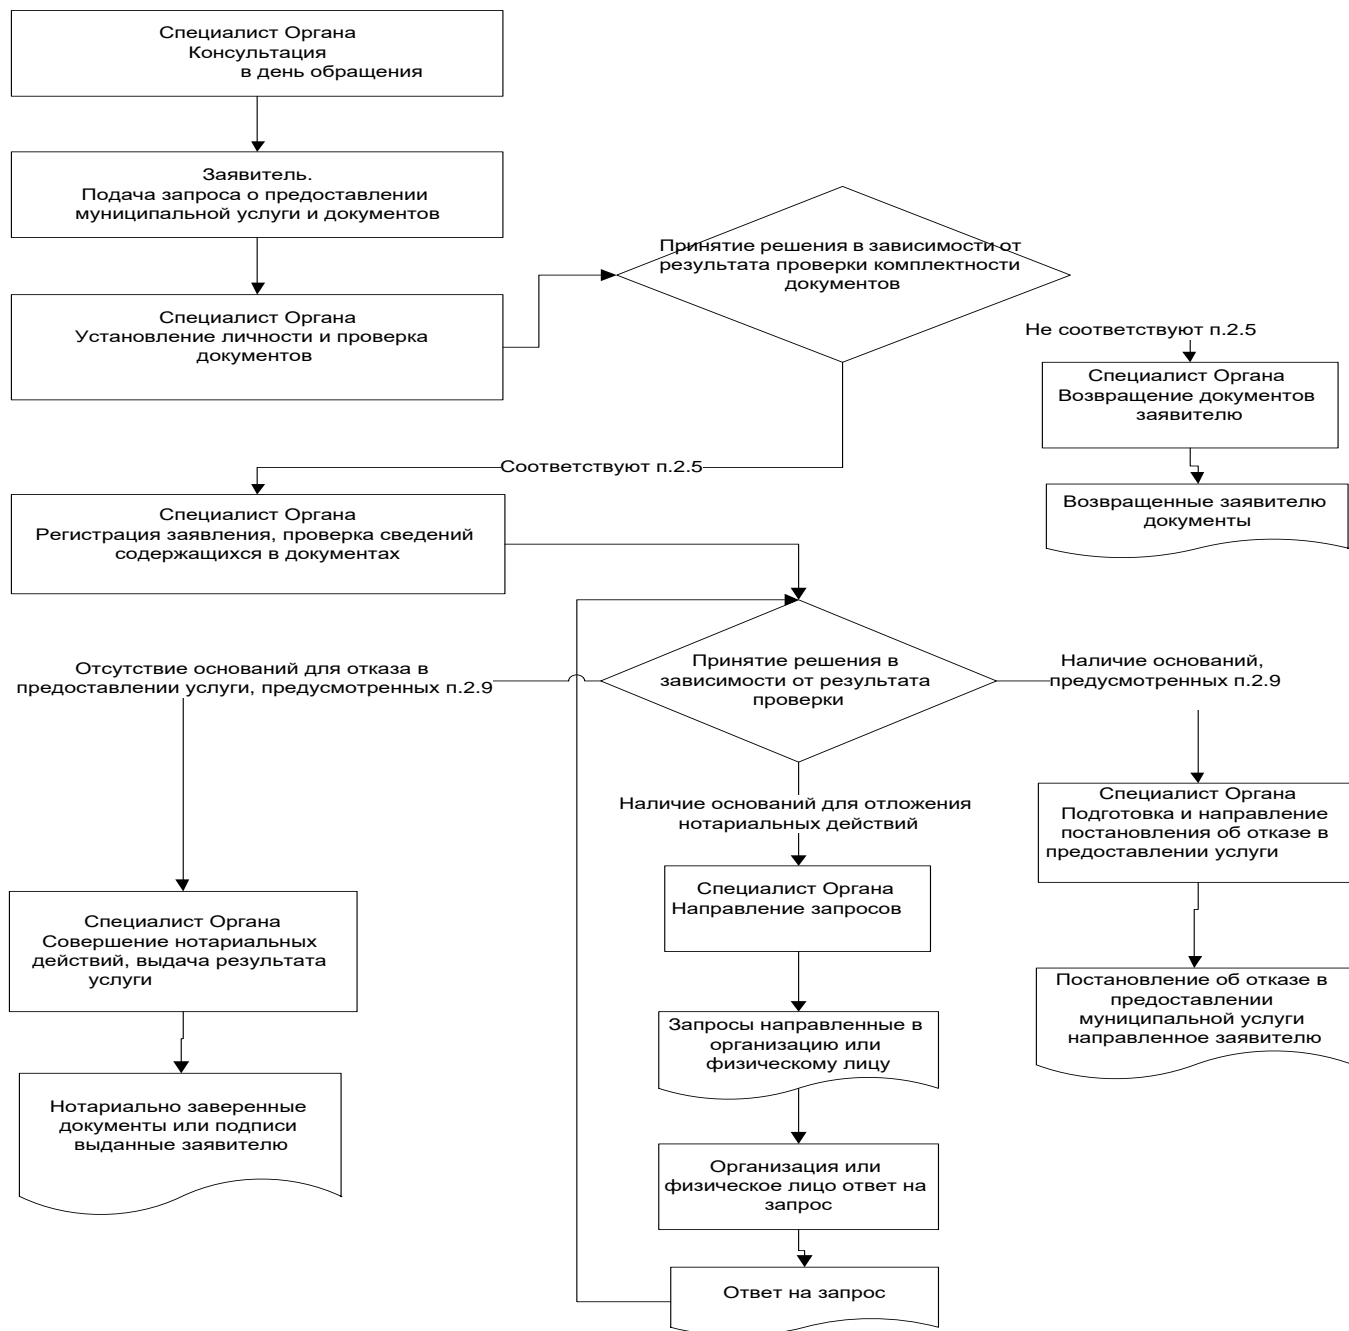 Специалист Органа
Консультация
в день обращения
Заявитель.
Подача запроса о предоставлении
муниципальной услуги и документов
Специалист Органа
Установление личности и проверка
документов
Принятие решения в зависимости от
результата проверки комплектности
документов
Не соответствуют п.2.5
Специалист Органа
Возвращение документов
заявителю
Возвращенные заявителю
документы
Соответствуют п.2.5
Специалист Органа
Регистрация заявления, проверка сведений
содержащихся в документах
Принятие решения в
зависимости от результата
проверки
Отсутствие оснований для отказа в
предоставлении услуги, предусмотренных п.2.9
Наличие оснований,
предусмотренных п.2.9
Наличие оснований для отложения
нотариальных действий
Специалист Органа
Подготовка и направление
постановления об отказе в
предоставлении услуги
Специалист Органа
Направление запросов
Специалист Органа
Совершение нотариальных
действий, выдача результата
услуги
Постановление об отказе в
предоставлении
муниципальной услуги
направленное заявителю
Запросы направленные в
организацию или
физическому лицу
Нотариально заверенные
документы или подписи
выданные заявителю
Организация или
физическое лицо ответ на
запрос
Ответ на запрос